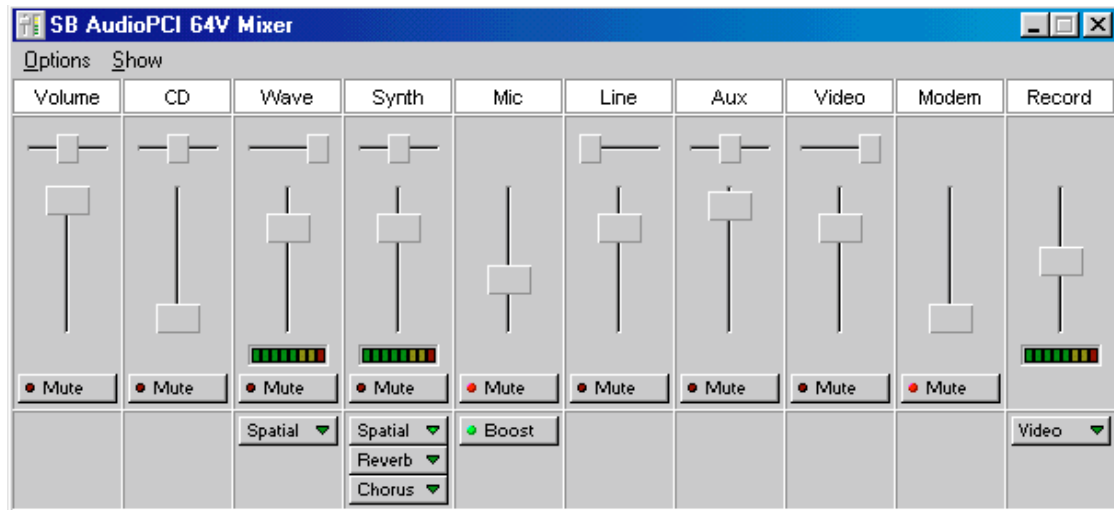 SB AudioPCI 64V Mixer
Options Show
Volume CD Wave Synth Mic Line Aux Video Modem Record
Mute Mute Mute Mute Mute Mute Mute Mute Mute
Spatial Spatial Boost Video
Reverb
Chorus